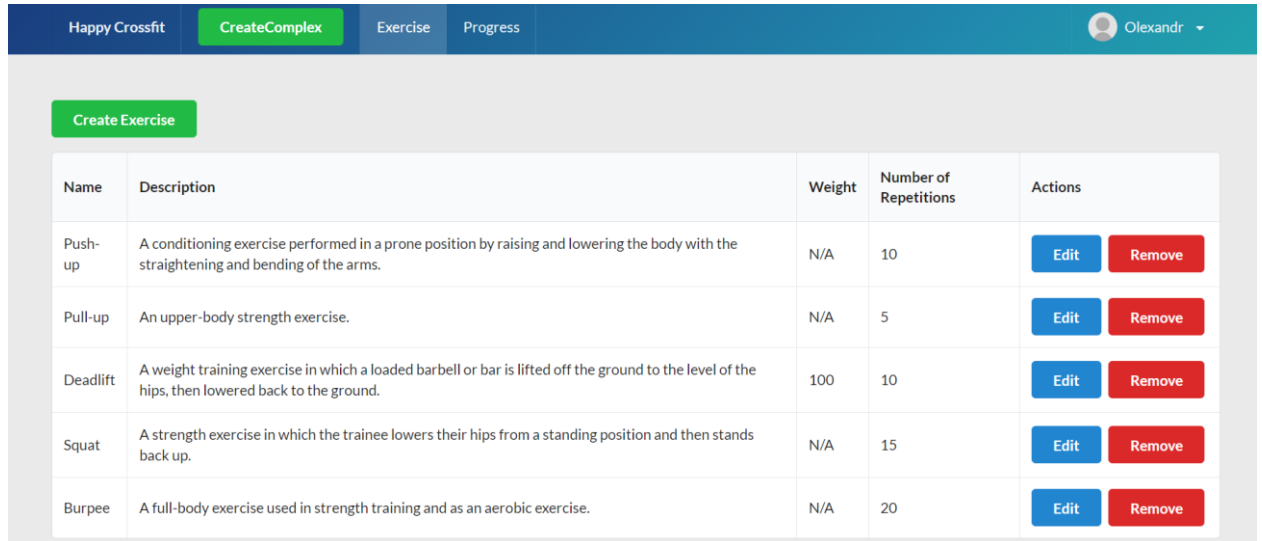 Happy Crossfit CreateComplex Exercise Progress Olexandr
Create Exercise
Name Description Weight Number of Repetitions Actions
Push-up
A conditioning exercise performed in a prone position by raising and lowering the body with the
straightening and bending of the arms.
N/A 10 Edit Remove
Pull-up An upper-body strength exercise. N/A 5 Edit Remove
Deadlift
A weight training exercise in which a loaded barbell or bar is lifted off the ground to the level of the
hips, then lowered back to the ground.
100 10 Edit Remove
Squat
A strength exercise in which the trainee lowers their hips from a standing position and then stands
back up.
N/A 15 Edit Remove
Burpee A full-body exercise used in strength training and as an aerobic exercise. N/A 20 Edit Remove